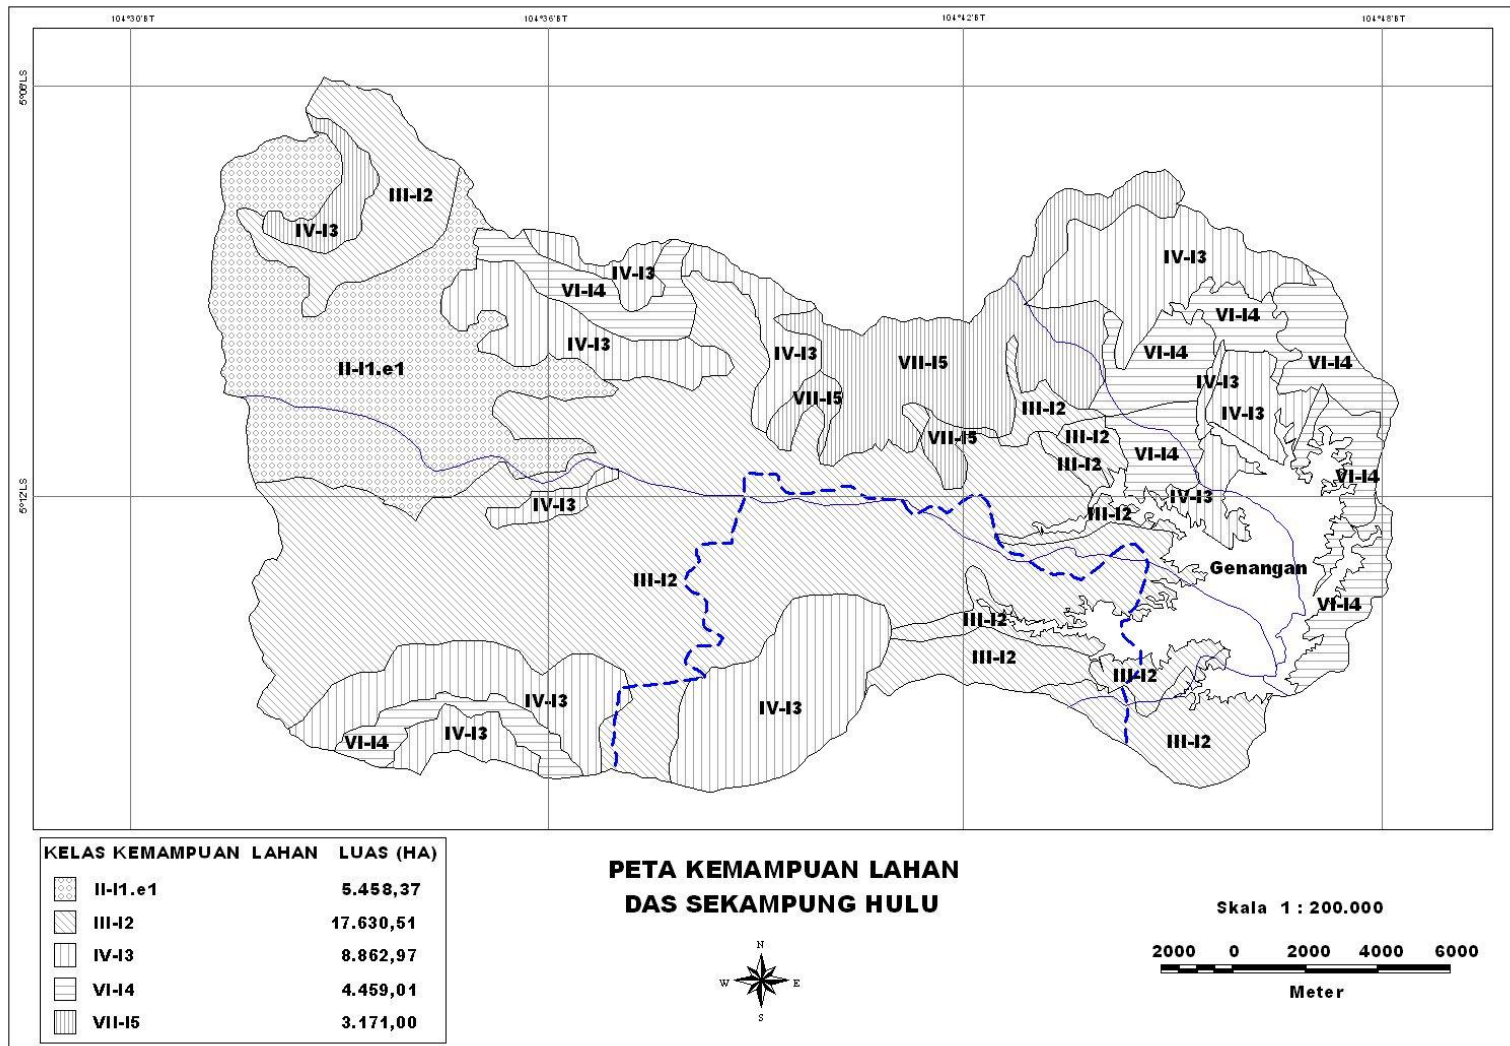 104°30'BT
104°36'BT
104°42'BT
104°48'BT
5°06'LS
III-I2
IV-I3
IV-I3
IV-I3
VI-I4
VI-I4
IV-I3
IV-I3
VI-I4
II-I1.e1
VII-I5
VI-I4
IV-I3
VII-I5
III-I2
IV-I3
VII-I5
III-I2
VI-I4
III-I2
VI-I4
5°12'LS
IV-I3
IV-I3
III-I2
Genangan
III-I2
VI-I4
III-I2
III-I2
III-I2
IV-I3
IV-I3
IV-I3
VI-I4
III-I2
KELAS KEMAMPUAN LAHAN LUAS (HA)
II-I1.e1 5.458,37
III-I2 17.630,51
IV-I3 8.862,97
VI-I4 4.459,01
VII-I5 3.171,00
PETA KEMAMPUAN LAHAN
DAS SEKAMPUNG HULU
N
W E
S
Skala 1 : 200.000
2000 0 2000 4000 6000
Meter